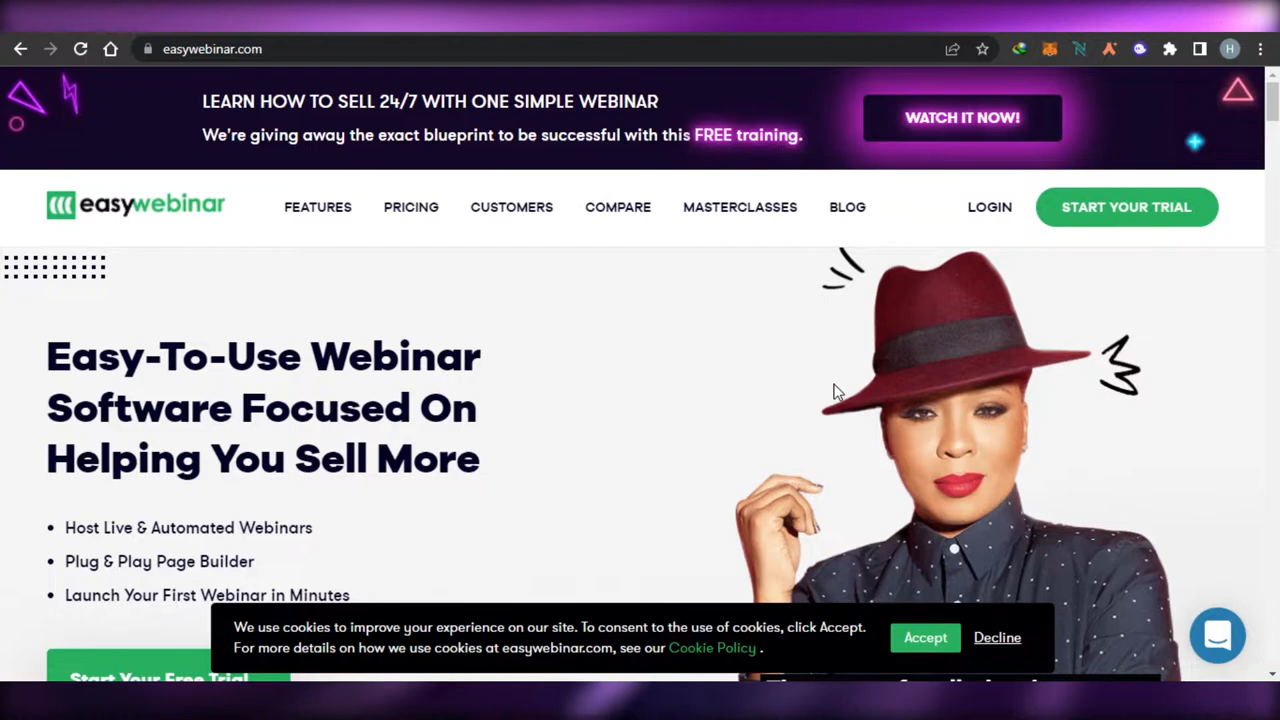 easywebinar.com
H
LEARN HOW TO SELL 24/7 WITH ONE SIMPLE WEBINAR
We're giving away the exact blueprint to be successful with this FREE training.
WATCH IT NOW!
easywebinar
FEATURES
PRICING
CUSTOMERS
COMPARE
MASTERCLASSES
BLOG
LOGIN
START YOUR TRIAL
Easy-To-Use Webinar
Software Focused On
Helping You Sell More
• Host Live & Automated Webinars
• Plug & Play Page Builder
• Launch Your First Webinar in Minutes
We use cookies to improve your experience on our site. To consent to the use of cookies, click Accept.
For more details on how we use cookies at easywebinar.com, see our Cookie Policy .
Accept
Decline
Start Your Free Trial